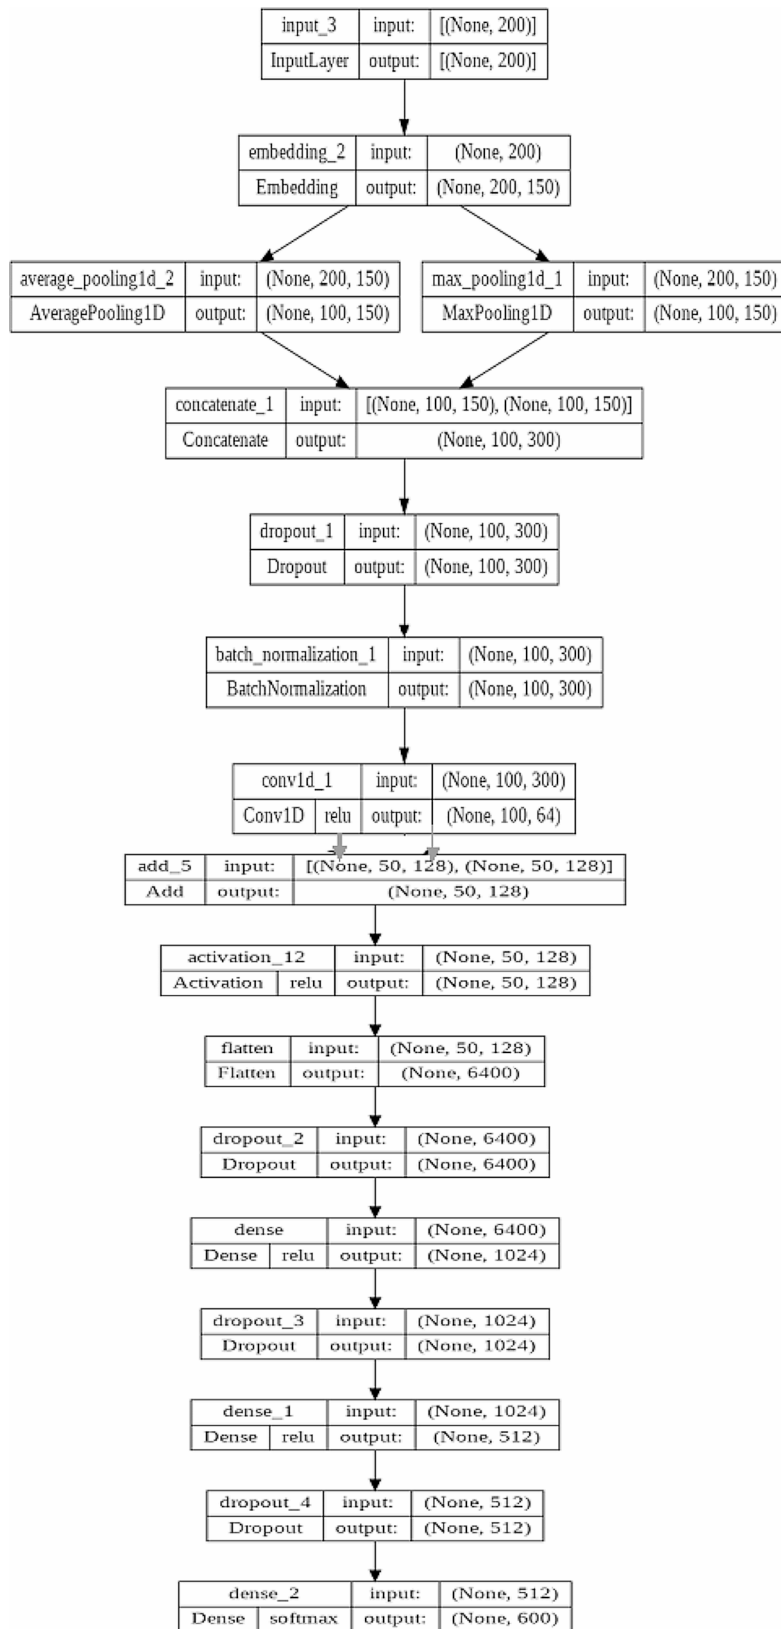 input_3 input: [(None, 200)]
InputLayer output: [(None, 200)]
embedding_2 input: (None, 200)
Embedding output: (None, 200, 150)
average_pooling1d_2 input: (None, 200, 150)
AveragePooling1D output: (None, 100, 150)
max_pooling1d_1 input: (None, 200, 150)
MaxPooling1D output: (None, 100, 150)
concatenate_1 input: [(None, 100, 150), (None, 100, 150)]
Concatenate output: (None, 100, 300)
dropout_1 input: (None, 100, 300)
Dropout output: (None, 100, 300)
batch_normalization_1 input: (None, 100, 300)
BatchNormalization output: (None, 100, 300)
conv1d_1 input: (None, 100, 300)
Conv1D relu output: (None, 100, 64)
add_5 input: [(None, 50, 128), (None, 50, 128)]
Add output: (None, 50, 128)
activation_12 input: (None, 50, 128)
Activation relu output: (None, 50, 128)
flatten input: (None, 50, 128)
Flatten output: (None, 6400)
dropout_2 input: (None, 6400)
Dropout output: (None, 6400)
dense input: (None, 6400)
Dense relu output: (None, 1024)
dropout_3 input: (None, 1024)
Dropout output: (None, 1024)
dense_1 input: (None, 1024)
Dense relu output: (None, 512)
dropout_4 input: (None, 512)
Dropout output: (None, 512)
dense_2 input: (None, 512)
Dense softmax output: (None, 600)